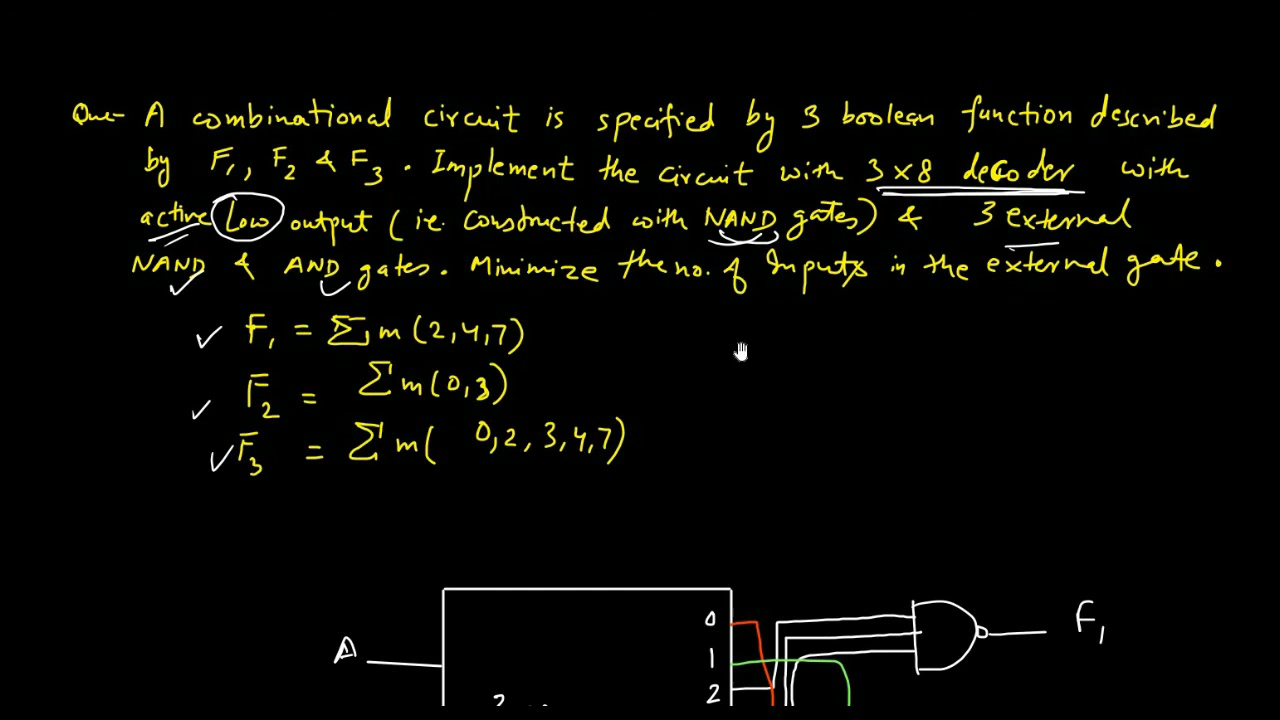 Que- A combinational circuit is specified by 3 boolean function described
by F1, F2 & F3. Implement the circuit with 3×8 decoder with
active Low output (ie. constructed with NAND gates) & 3 external
NAND & AND gates. Minimize the no. of Inputs in the external gate.
F1 = Σm(2,4,7)
F2 = Σm(0,3)
F3 = Σm( 0,2,3,4,7)
0
F1
A
1
2